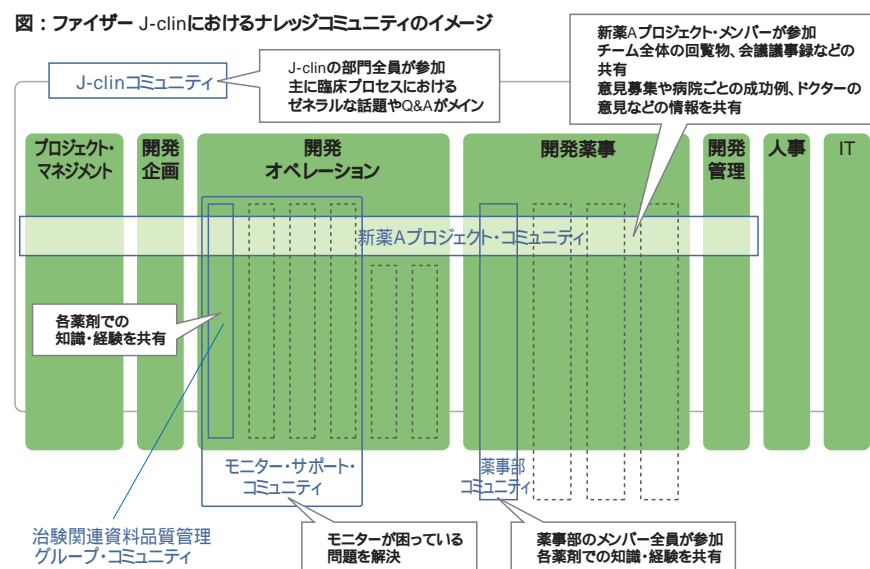 図：ファイザー J-clinにおけるナレッジコミュニティのイメージ
新薬Aプロジェクト・メンバーが参加
チーム全体の回覧物、会議議事録などの
共有
意見募集や病院ごとの成功例、ドクターの
意見などの情報を共有
J-clinコミュニティ
J-clinの部門全員が参加
主に臨床プロセスにおける
ゼネラルな話題やQ&Aがメイン
プロジェクト・
マネジメント
開発
企画
開発
オペレーション
開発薬事
開発
管理
人事
IT
新薬Aプロジェクト・コミュニティ
各薬剤での
知識・経験を共有
モニター・サポート・
コミュニティ
薬事部
コミュニティ
治験関連資料品質管理
グループ・コミュニティ
モニターが困っている
問題を解決
薬事部のメンバー全員が参加
各薬剤での知識・経験を共有